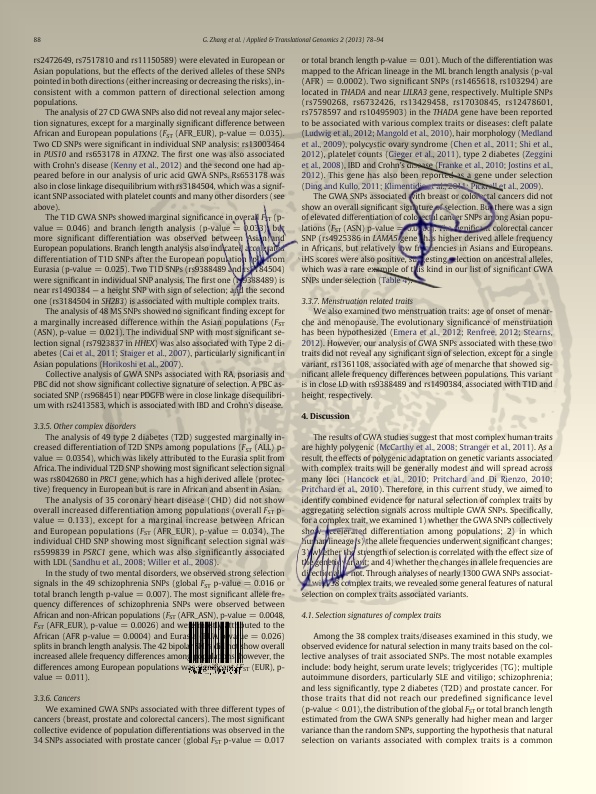 88
G. Zhang et al. / Applied & Translational Genomics 2 (2013) 78–94
rs2472649, rs7517810 and rs11150589) were elevated in European or
Asian populations, but the effects of the derived alleles of these SNPs
pointed in both directions (either increasing or decreasing the risks), in-
consistent with a common pattern of directional selection among
populations.
The analysis of 27 CD GWA SNPs also did not reveal any major selec-
tion signatures, except for a marginally significant difference between
African and European populations (FST (AFR_EUR), p-value = 0.035).
Two CD SNPs were significant in individual SNP analysis: rs13003464
in PUS10 and rs653178 in ATXN2. The first one was also associated
with Crohn's disease (Kenny et al., 2012) and the second one had ap-
peared before in our analysis of uric acid GWA SNPs. Rs653178 was
also in close linkage disequilibrium with rs3184504, which was a signif-
icant SNP associated with platelet counts and many other disorders (see
above).
The T1D GWA SNPs showed marginal significance in overall FST (p-
value = 0.046) and branch length analysis (p-value = 0.033)
more significant differentiation was observed between Asian and
European populations. Branch length analysis also indicated
differentiation of T1D SNPs after the European population from
Eurasia (p-value = 0.025). Two T1D SNPs (rs9388489 rs3184504)
were significant in individual SNP analysis. The first one (rs9388489) is
near rs1490384 – a height SNP with sign of selection; and the second
one (rs3184504 in SH2B3) is associated with multiple complex traits.
The analysis of 48 MS SNPs showed no significant finding except for
a marginally increased difference within the Asian populations (FST
(ASN), p-value = 0.021). The individual SNP with most significant se-
lection signal (rs7923837 in HHEX) was also associated with Type 2 di-
abetes (Cai et al., 2011; Staiger et al., 2007), particularly significant in
Asian populations (Horikoshi et al., 2007).
Collective analysis of GWA SNPs associated with RA, psoriasis and
PBC did not show significant collective signature of selection. A PBC as-
sociated SNP (rs968451) near PDGFB were in close linkage disequilibri-
um with rs2413583, which is associated with IBD and Crohn's disease.
3.3.5. Other complex disorders
The analysis of 49 type 2 diabetes (T2D) suggested marginally in-
creased differentiation of T2D SNPs among populations (FST (ALL) p-
value = 0.0354), which was likely attributed to the Eurasia split from
Africa. The individual T2D SNP showing most significant selection signal
was rs8042680 in PRC1 gene, which has a high derived allele (protec-
tive) frequency in European but is rare in African and absent in Asian.
The analysis of 35 coronary heart disease (CHD) did not show
overall increased differentiation among populations (overall FST p-
value = 0.133), except for a marginal increase between African
and European populations (FST (AFR_EUR), p-value = 0.034). The
individual CHD SNP showing most significant selection signal was
rs599839 in PSRC1 gene, which was also significantly associated
with LDL (Sandhu et al., 2008; Willer et al., 2008).
In the study of two mental disorders, we observed strong selection
signals in the 49 schizophrenia SNPs (global FST p-value = 0.016 or
total branch length p-value = 0.007). The most significant allele fre-
quency differences of schizophrenia SNPs were observed between
African and non-African populations (FST (AFR_ASN), p-value = 0.0048,
FST (AFR_EUR), p-value = 0.0026) and we attributed to the
African (AFR p-value = 0.0004) and Eurasian p-value = 0.026)
splits in branch length analysis. The 42 bipolar show overall
increased allele frequency differences among however, the
differences among European populations was significant (FST (EUR), p-
value = 0.011).
3.3.6. Cancers
We examined GWA SNPs associated with three different types of
cancers (breast, prostate and colorectal cancers). The most significant
collective evidence of population differentiations was observed in the
34 SNPs associated with prostate cancer (global FST p-value = 0.017
or total branch length p-value = 0.01). Much of the differentiation was
mapped to the African lineage in the ML branch length analysis (p-val
(AFR) = 0.0002). Two significant SNPs (rs1465618, rs103294) are
located in THADA and near LILRA3 gene, respectively. Multiple SNPs
(rs7590268, rs6732426, rs13429458, rs17030845, rs12478601,
rs7578597 and rs10495903) in the THADA gene have been reported
to be associated with various complex traits or diseases: cleft palate
(Ludwig et al., 2012; Mangold et al., 2010), hair morphology (Medland
et al., 2009), polycystic ovary syndrome (Chen et al., 2011; Shi et al.,
2012), platelet counts (Gieger et al., 2011), type 2 diabetes (Zeggini
et al., 2008), IBD and Crohn's disease (Franke et al., 2010; Jostins et al.,
2012). This gene has also been reported as a gene under selection
(Ding and Kullo, 2011; Klimentidis et al., 2011; Pickrell et al., 2009).
The GWA SNPs associated with breast or colorectal cancers did not
show an overall significant signature of selection. But there was a sign
of elevated differentiation of colorectal cancer SNPs among Asian popu-
lations (FST (ASN) p-value = significant colorectal cancer
SNP (rs4925386 in LAMA5 gene) has higher derived allele frequency
in Africans, but relatively low frequencies in Asians and Europeans.
iHS scores were also positive, suggesting selection on ancestral alleles,
which was a rare example of this kind in our list of significant GWA
SNPs under selection (Table 4).
3.3.7. Menstruation related traits
We also examined two menstruation traits: age of onset of menar-
che and menopause. The evolutionary significance of menstruation
has been hypothesized (Emera et al., 2012; Renfree, 2012; Stearns,
2012). However, our analysis of GWA SNPs associated with these two
traits did not reveal any significant sign of selection, except for a single
variant, rs1361108, associated with age of menarche that showed sig-
nificant allele frequency differences between populations. This variant
is in close LD with rs9388489 and rs1490384, associated with T1D and
height, respectively.
4. Discussion
The results of GWA studies suggest that most complex human traits
are highly polygenic (McCarthy et al., 2008; Stranger et al., 2011). As a
result, the effects of polygenic adaptation on genetic variants associated
with complex traits will be generally modest and will spread across
many loci (Hancock et al., 2010; Pritchard and Di Rienzo, 2010;
Pritchard et al., 2010). Therefore, in this current study, we aimed to
identify combined evidence for natural selection of complex traits by
aggregating selection signals across multiple GWA SNPs. Specifically,
for a complex trait, we examined 1) whether the GWA SNPs collectively
show accelerated differentiation among populations; 2) in which
human lineage(s) the allele frequencies underwent significant changes;
3) whether the strength of selection is correlated with the effect size of
the genetic variant; and 4) whether the changes in allele frequencies are
directional or not. Through analyses of nearly 1300 GWA SNPs associat-
ed with 38 complex traits, we revealed some general features of natural
selection on complex traits associated variants.
4.1. Selection signatures of complex traits
Among the 38 complex traits/diseases examined in this study, we
observed evidence for natural selection in many traits based on the col-
lective analyses of trait associated SNPs. The most notable examples
include: body height, serum urate levels; triglycerides (TG); multiple
autoimmune disorders, particularly SLE and vitiligo; schizophrenia;
and less significantly, type 2 diabetes (T2D) and prostate cancer. For
those traits that did not reach our predefined significance level
(p-value < 0.01), the distribution of the global FST or total branch length
estimated from the GWA SNPs generally had higher mean and larger
variance than the random SNPs, supporting the hypothesis that natural
selection on variants associated with complex traits is a common